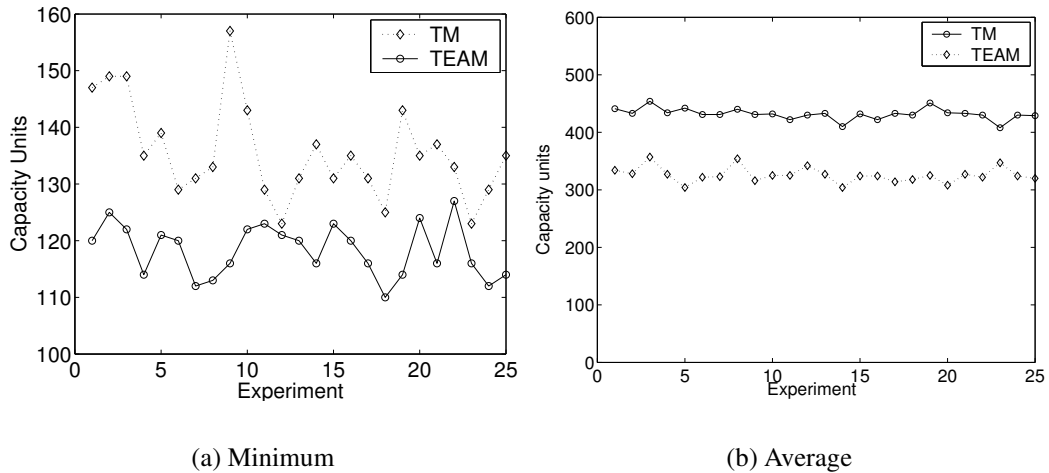 160
150
140
130
120
110
100
0 5 10 15 20 25
Capacity Units
Experiment
TM
TEAM
(a) Minimum
600
500
400
300
200
100
0
0 5 10 15 20 25
Capacity units
Experiment
TM
TEAM
(b) Average